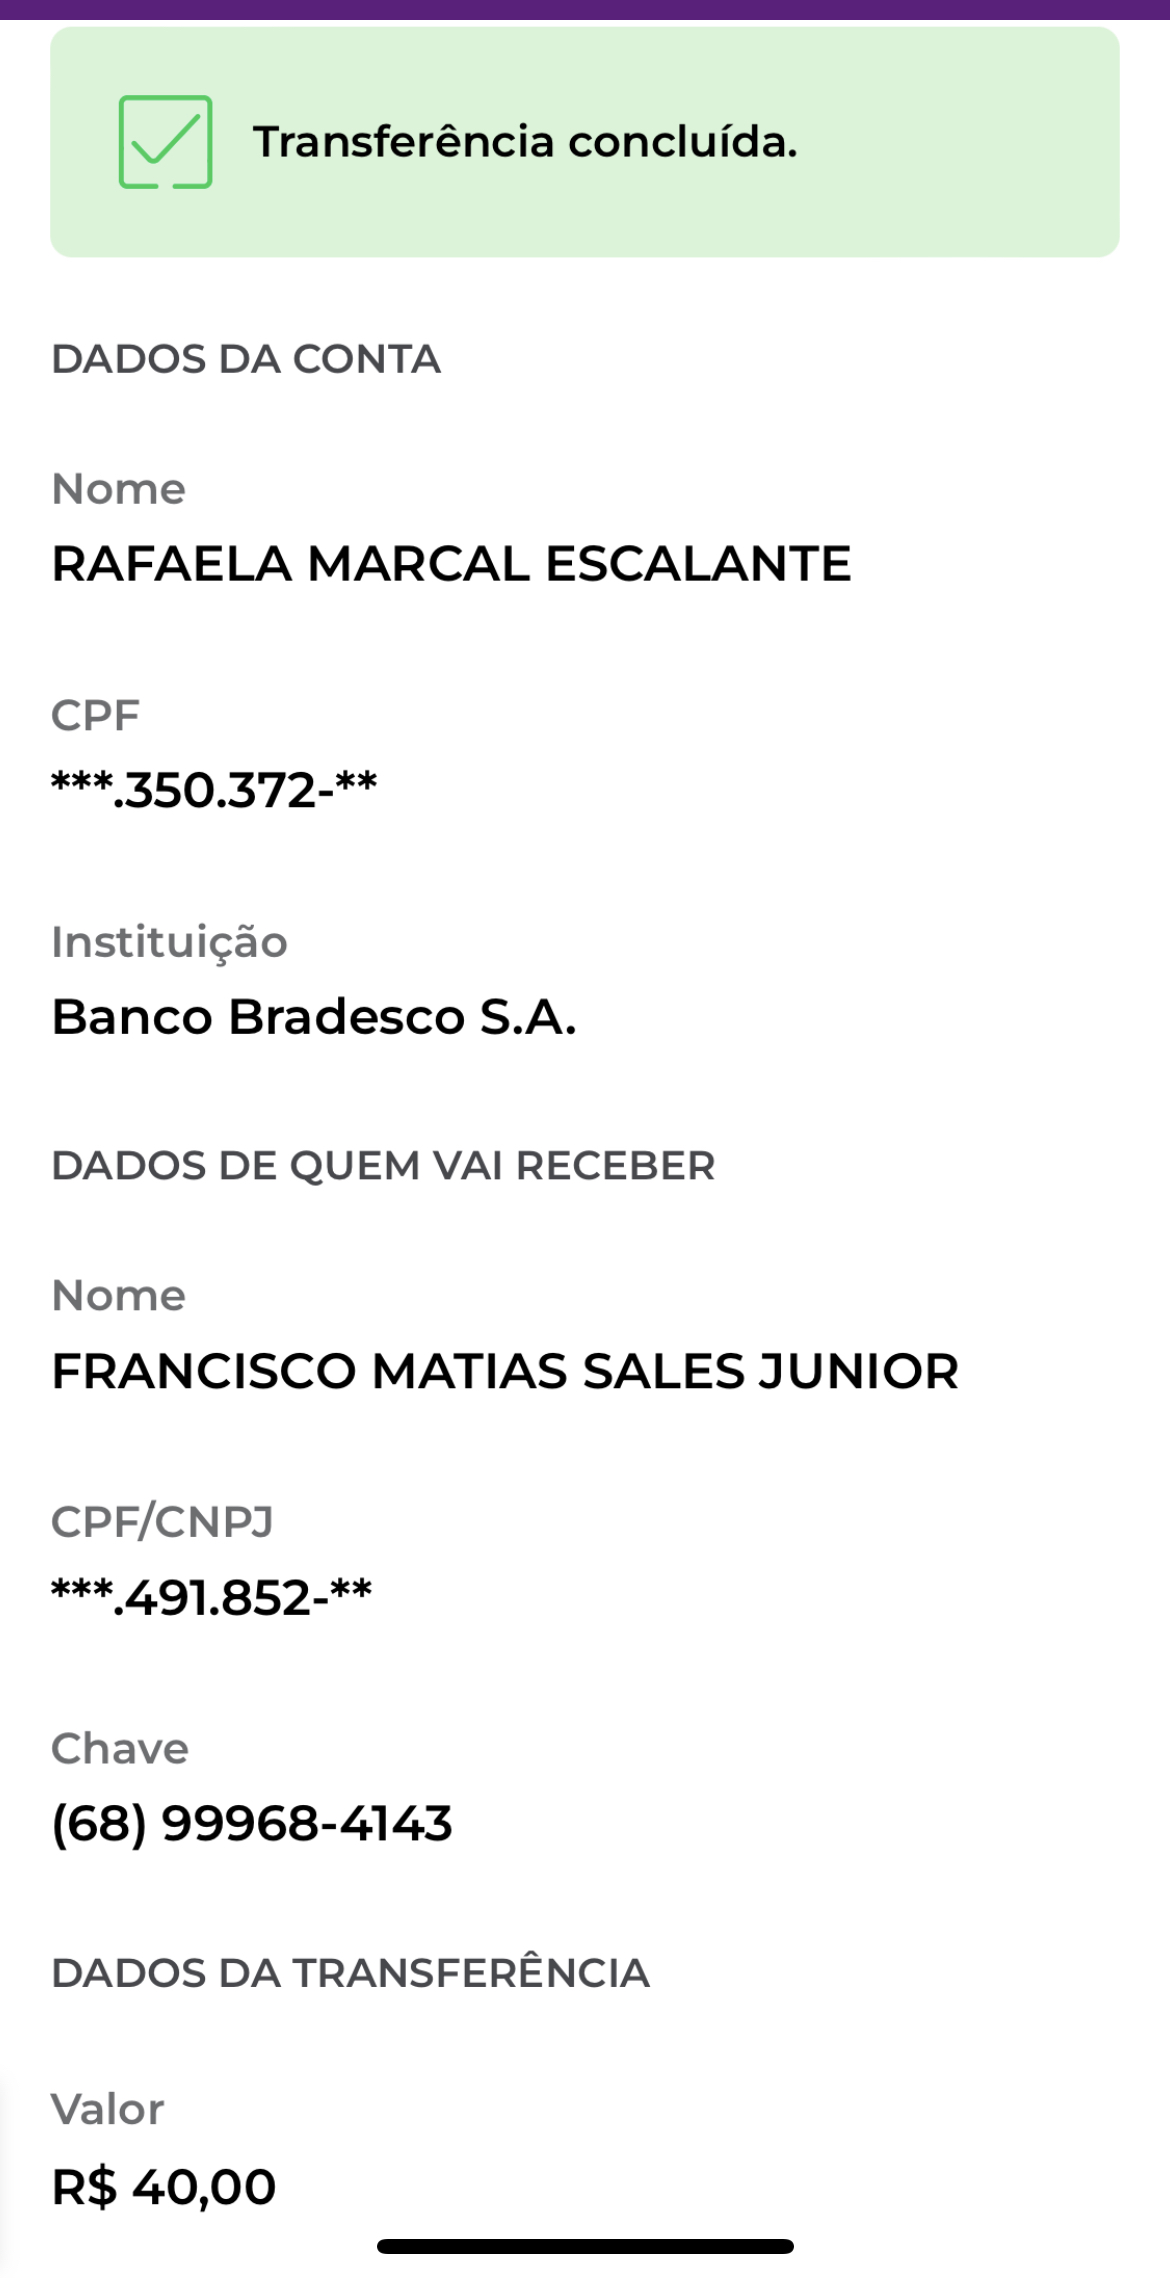 Transferência concluída.
DADOS DA CONTA
Nome
RAFAELA MARCAL ESCALANTE
CPF
***.350.372-**
Instituição
Banco Bradesco S.A.
DADOS DE QUEM VAI RECEBER
Nome
FRANCISCO MATIAS SALES JUNIOR
CPF/CNPJ
***.491.852-**
Chave
(68) 99968-4143
DADOS DA TRANSFERÊNCIA
Valor
R$ 40,00